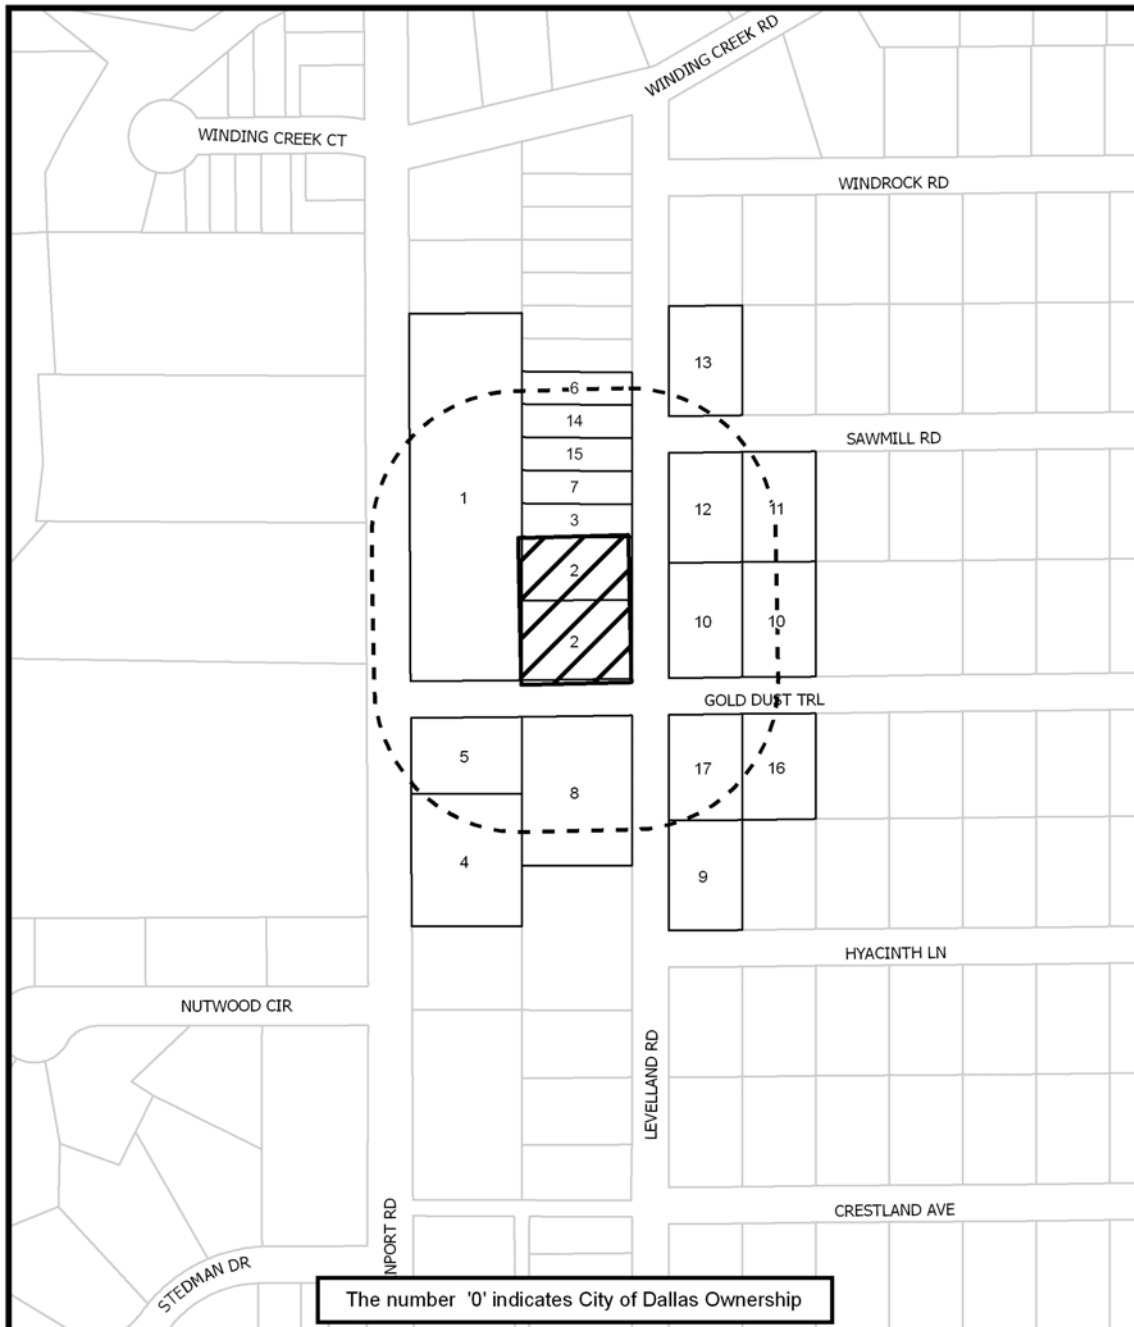 WINDING CREEK RD
WINDING CREEK CT
WINDROCK RD
13
6
14
SAWMILL RD
15
7
1
12
11
3
2
10
10
2
GOLD DUST TRL
5
17
16
8
4
9
HYACINTH LN
NUTWOOD CIR
LEVELLAND RD
CRESTLAND AVE
NPORT RD
STEDMAN DR
The number '0' indicates City of Dallas Ownership